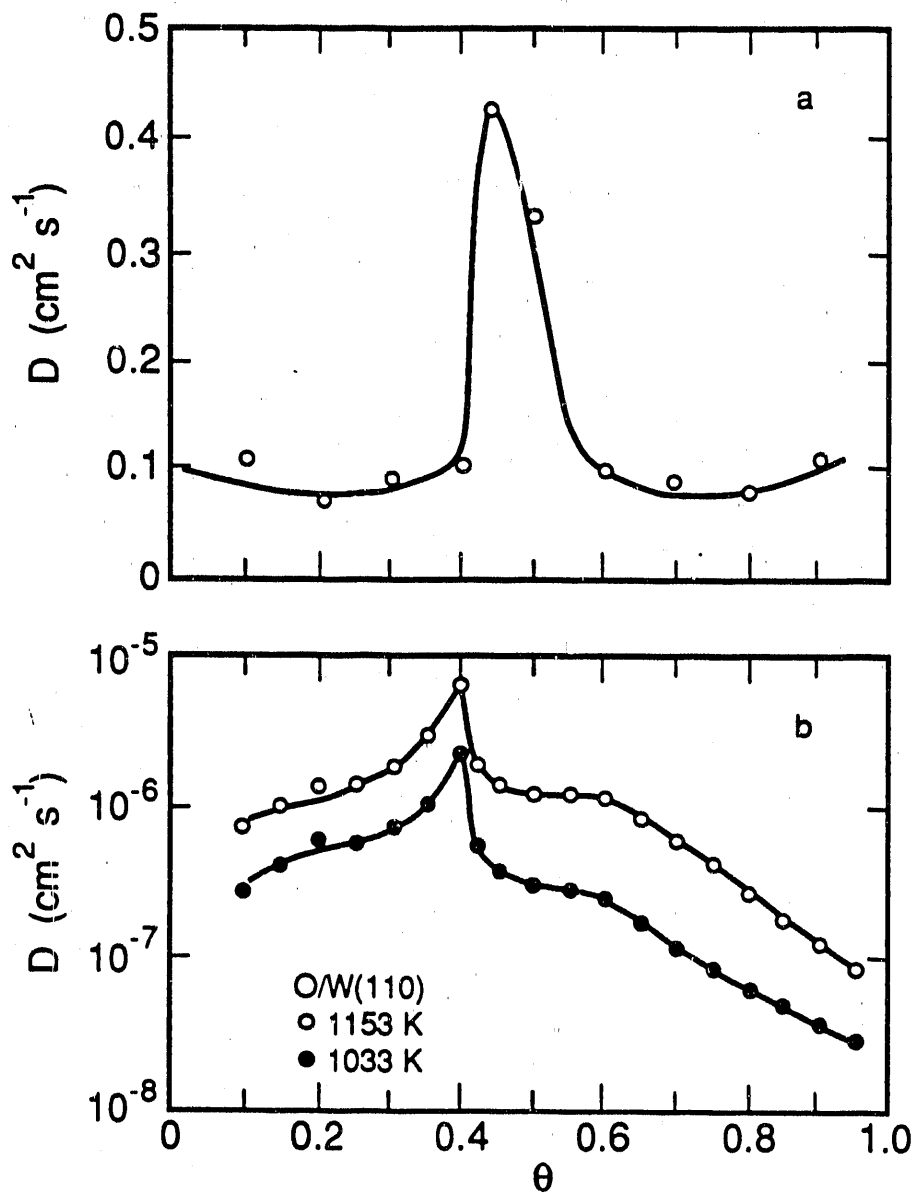 0.5
a
0.4
0.3
0.2
0.1
0
D (cm² s⁻¹)
10⁻⁵
b
10⁻⁶
10⁻⁷
10⁻⁸
D (cm² s⁻¹)
O/W(110)
○ 1153 K
● 1033 K
0 0.2 0.4 0.6 0.8 1.0
θ